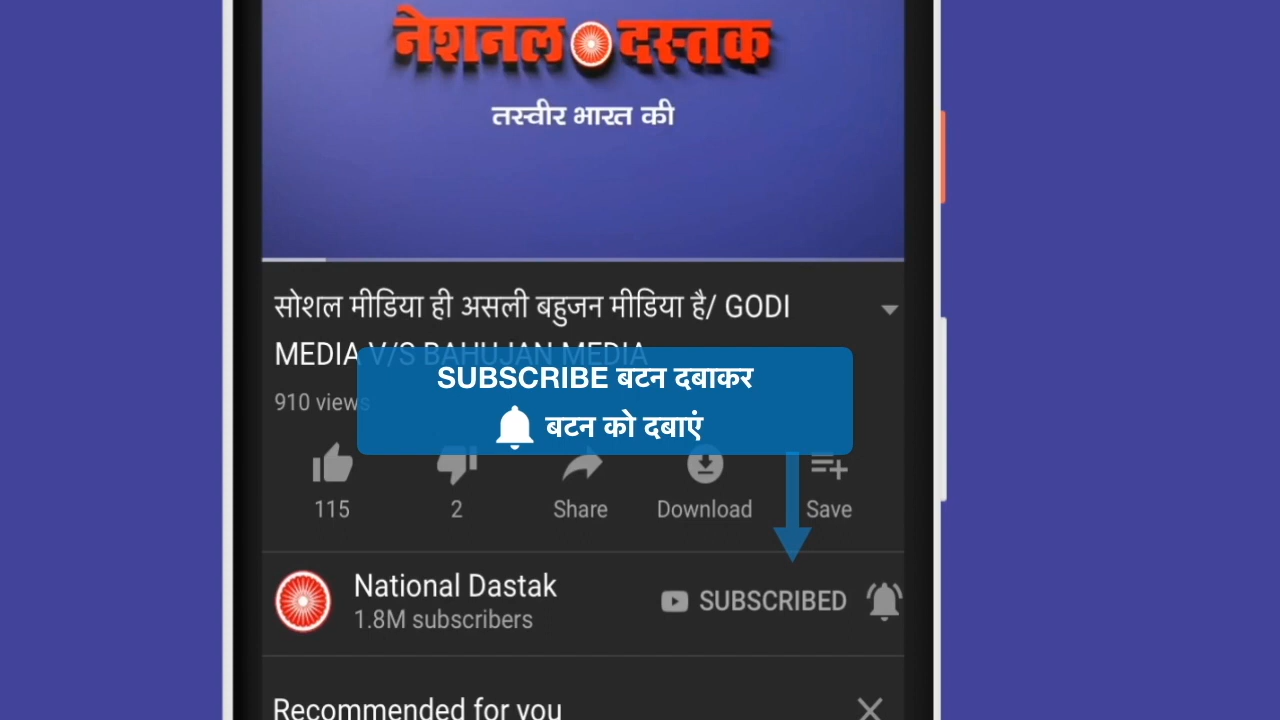 नेशनल दस्तक
तस्वीर भारत की
सोशल मीडिया ही असली बहुजन मीडिया है/ GODI
MEDIA V/S BAHUJAN MEDIA
910 views
SUBSCRIBE बटन दबाकर
बटन को दबाएं
115
2
Share
Download
Save
National Dastak
SUBSCRIBED
1.8M subscribers
Recommended for you